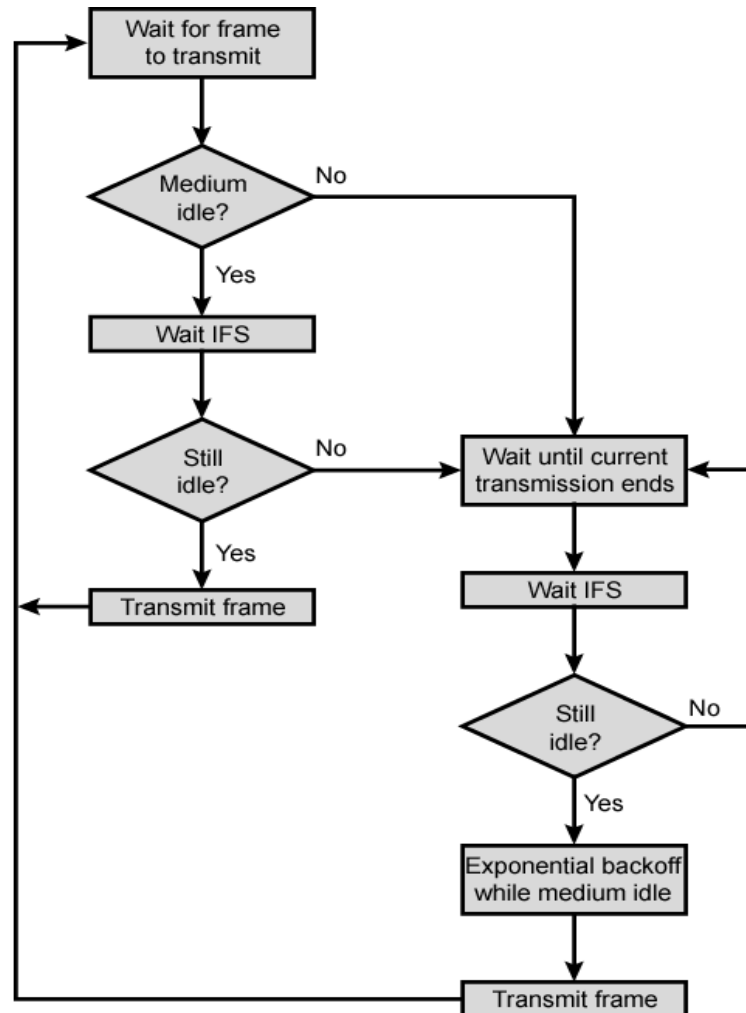 Wait for frame
to transmit
Medium
idle?
No
Yes
Wait IFS
Still
idle?
No
Yes
Transmit frame
Wait until current
transmission ends
Wait IFS
Still
idle?
No
Yes
Exponential backoff
while medium idle
Transmit frame